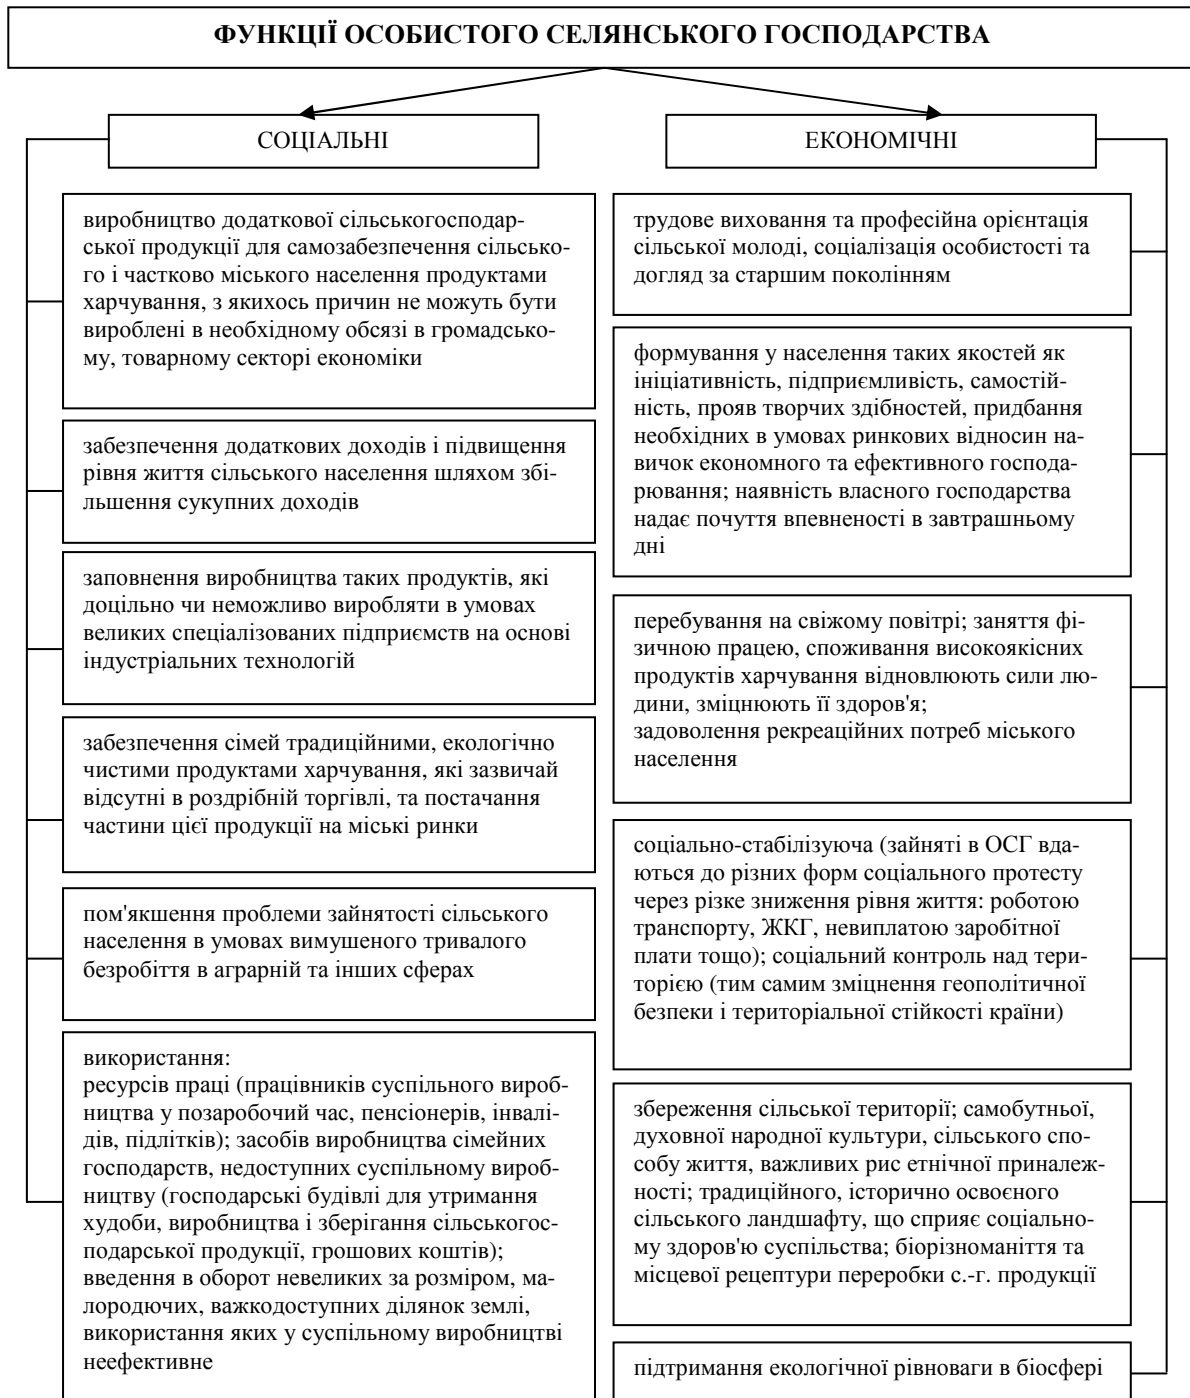 ФУНКЦІЇ ОСОБИСТОГО СЕЛЯНСЬКОГО ГОСПОДАРСТВА
СОЦІАЛЬНІ
виробництво додаткової сільськогосподар-
ської продукції для самозабезпечення сільсько-
го і частково міського населення продуктами
харчування, з якихось причин не можуть бути
вироблені в необхідному обсязі в громадсько-
му, товарному секторі економіки
забезпечення додаткових доходів і підвищення
рівня життя сільського населення шляхом збі-
льшення сукупних доходів
заповнення виробництва таких продуктів, які
доцільно чи неможливо виробляти в умовах
великих спеціалізованих підприємств на основі
індустріальних технологій
забезпечення сімей традиційними, екологічно
чистими продуктами харчування, які зазвичай
відсутні в роздрібній торгівлі, та постачання
частини цієї продукції на міські ринки
пом'якшення проблеми зайнятості сільського
населення в умовах вимушеного тривалого
безробіття в аграрній та інших сферах
використання:
ресурсів праці (працівників суспільного вироб-
ництва у позаробочий час, пенсіонерів, інвалі-
дів, підлітків); засобів виробництва сімейних
господарств, недоступних суспільному вироб-
ництву (господарські будівлі для утримання
худоби, виробництва і зберігання сільськогос-
подарської продукції, грошових коштів);
введення в оборот невеликих за розміром, ма-
лородючих, важкодоступних ділянок землі,
використання яких у суспільному виробництві
неефективне
ЕКОНОМІЧНІ
трудове виховання та професійна орієнтація
сільської молоді, соціалізація особистості та
догляд за старшим поколінням
формування у населення таких якостей як
ініціативність, підприємливість, самостій-
ність, прояв творчих здібностей, придбання
необхідних в умовах ринкових відносин на-
вичок економного та ефективного господа-
рювання; наявність власного господарства
надає почуття впевненості в завтрашньому
дні
перебування на свіжому повітрі; заняття фі-
зичною працею, споживання високоякісних
продуктів харчування відновлюють сили лю-
дини, зміцнюють її здоров'я;
задоволення рекреаційних потреб міського
населення
соціально-стабілізуюча (зайняті в ОСГ вда-
ються до різних форм соціального протесту
через різке зниження рівня життя: роботою
транспорту, ЖКГ, невиплатою заробітної
плати тощо); соціальний контроль над тери-
торією (тим самим зміцнення геополітичної
безпеки і територіальної стійкості країни)
збереження сільської території; самобутньої,
духовної народної культури, сільського спо-
собу життя, важливих рис етнічної приналеж-
ності; традиційного, історично освоєного
сільського ландшафту, що сприяє соціально-
му здоров'ю суспільства; біорізноманіття та
місцевої рецептури переробки с.-г. продукції
підтримання екологічної рівноваги в біосфері